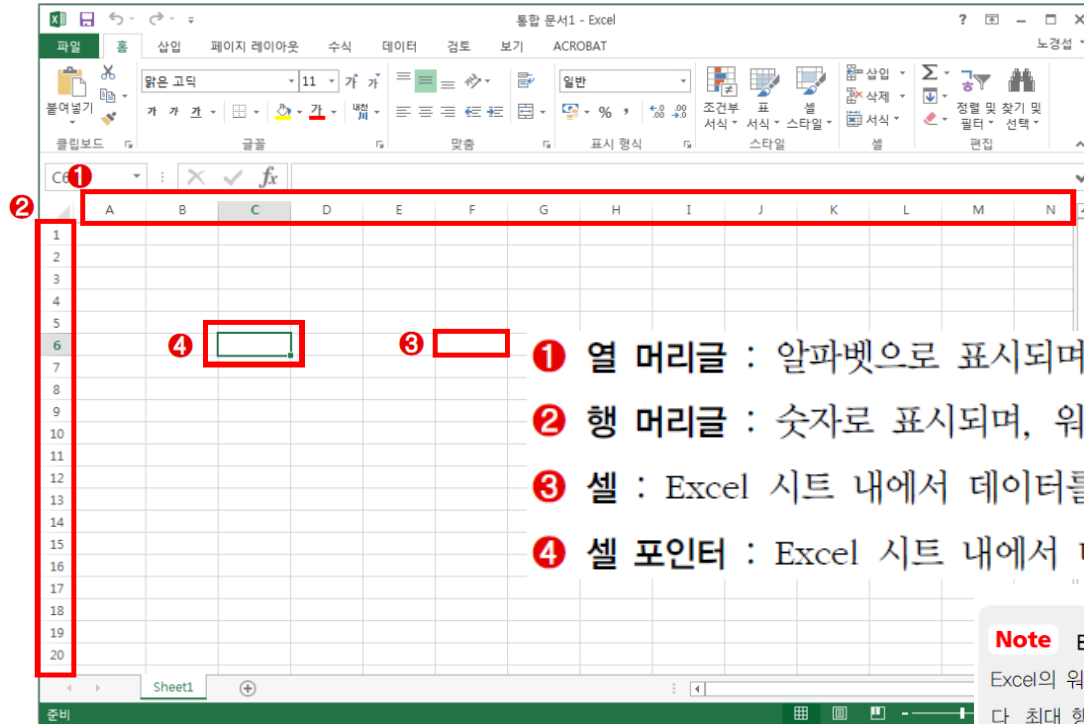 통합 문서1 - Excel
파일 홈 삽입 페이지 레이아웃 수식 데이터 검토 보기 ACROBAT 노경섭
붙여넣기
맑은 고딕 11 가 가 일반
가 가 가 가 내천 %
조건부 서식
표 서식
셀 스타일
삽입
삭제
서식
정렬 및 필터
찾기 및 선택
클립보드 글꼴 맞춤 표시 형식 스타일 셀 편집
C6 ❶ fx
❷ A B C D E F G H I J K L M N
1
2
3
4
5
6 ❹ ❸
7
8
9
10
11
12
13
14
15
16
17
18
19
20
❶ 열 머리글 : 알파벳으로 표시되며
❷ 행 머리글 : 숫자로 표시되며, 워
❸ 셀 : Excel 시트 내에서 데이터를
❹ 셀 포인터 : Excel 시트 내에서
Note
Excel의 워
다 최대 행
Sheet1
준비